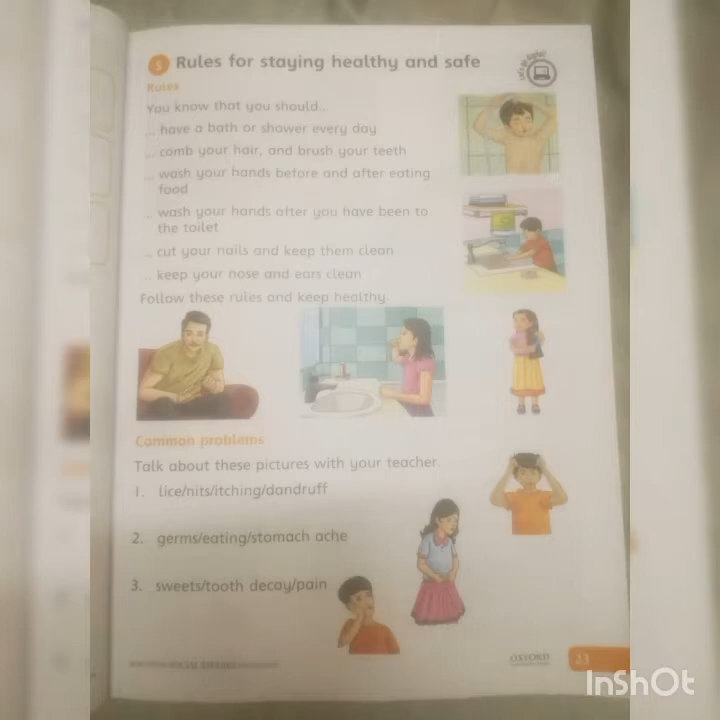 5 Rules for staying healthy and safe
Let's go digital!
Rules
You know that you should...
... have a bath or shower every day
... comb your hair, and brush your teeth
... wash your hands before and after eating
food
... wash your hands after you have been to
the toilet
... cut your nails and keep them clean
... keep your nose and ears clean
Follow these rules and keep healthy.
Common problems
Talk about these pictures with your teacher.
1. lice/nits/itching/dandruff
2. germs/eating/stomach ache
3. sweets/tooth decay/pain
OXFORD
23
InShOt